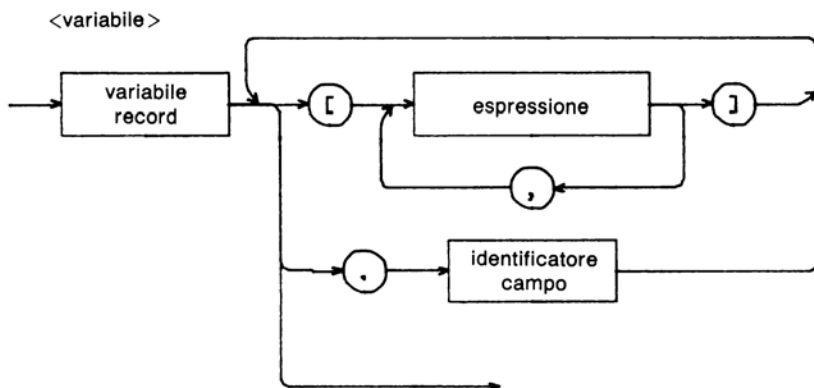 <variabile>
variabile
record
[
espressione
]
,
.
identificatore
campo